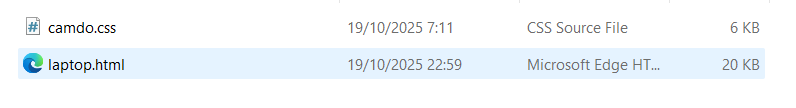 camdo.css 19/10/2025 7:11 CSS Source File 6 KB
laptop.html 19/10/2025 22:59 Microsoft Edge HT... 20 KB